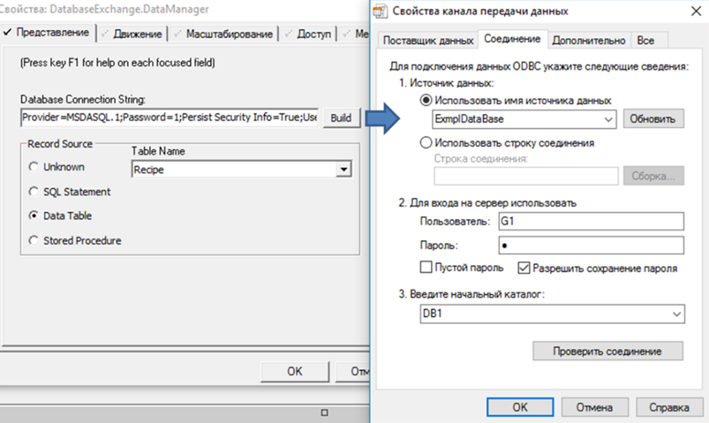 Свойства: DatabaseExchange.DataManager
Представление Движение Масштабирование Доступ
(Press key F1 for help on each focused field)
Database Connection String:
Provider=MSDASQL.1;Password=1;Persist Security Info=True;Use Build
Record Source
Table Name
Unknown
Recipe
SQL Statement
Data Table
Stored Procedure
OK
Свойства канала передачи данных
Поставщик данных Соединение Дополнительно Все
Для подключения данных ODBC укажите следующие сведения:
1. Источник данных:
Использовать имя источника данных
ExmplDataBase Обновить
Использовать строку соединения
Строка соединения:
Сборка...
2. Для входа на сервер использовать
Пользователь: G1
Пароль: •
Пустой пароль Разрешить сохранение пароля
3. Введите начальный каталог:
DB1
Проверить соединение
OK Отмена Справка